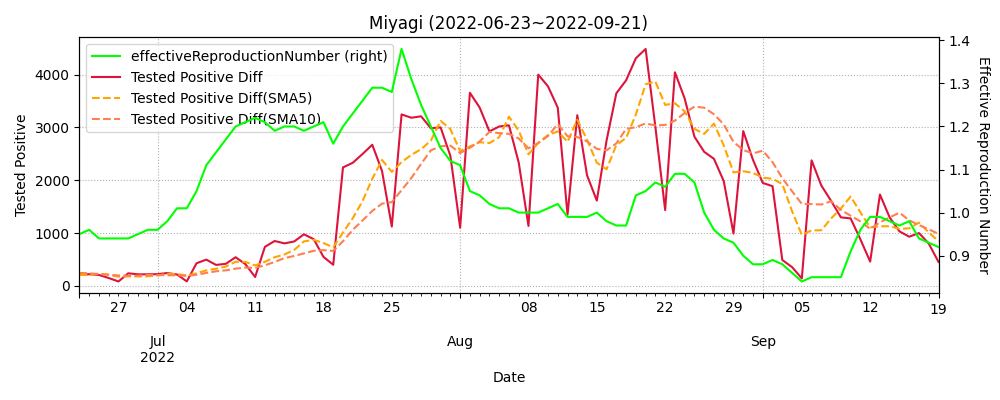 Miyagi (2022-06-23~2022-09-21)
effectiveReproductionNumber (right)
Tested Positive Diff
Tested Positive Diff(SMA5)
Tested Positive Diff(SMA10)
Tested Positive
4000
3000
2000
1000
0
1.4
1.3
1.2
1.1
1.0
0.9
Effective Reproduction Number
27 04 11 18 25 08 15 22 29 05 12 19
Jul Aug Sep
2022
Date